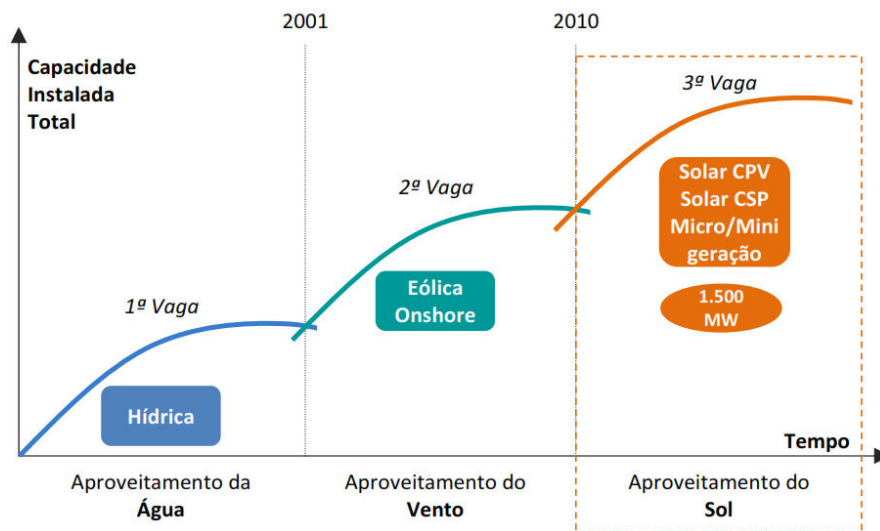 2001
2010
Capacidade
Instalada
Total
3ª Vaga
2ª Vaga
1ª Vaga
Solar CPV
Solar CSP
Micro/Mini
geração
1.500
MW
Eólica
Onshore
Hídrica
Tempo
Aproveitamento da
Água
Aproveitamento do
Vento
Aproveitamento do
Sol